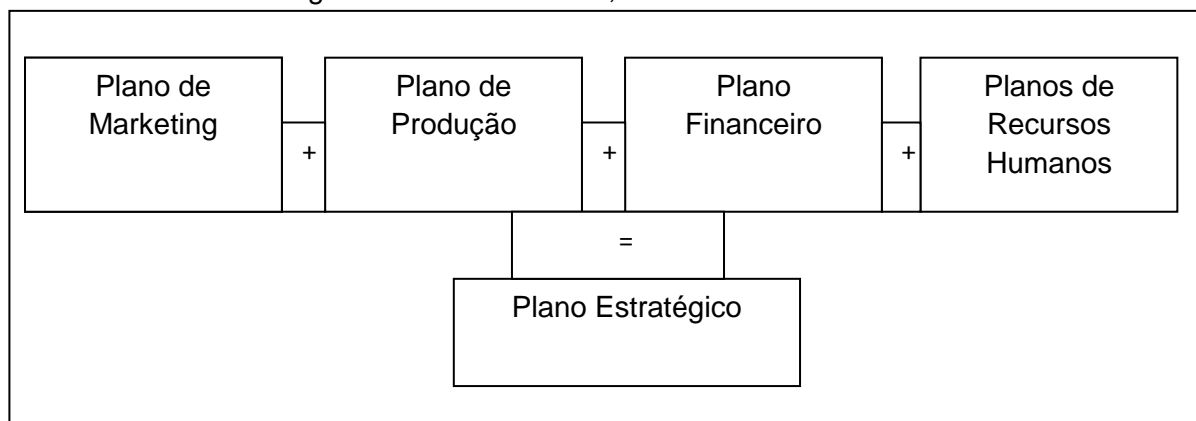 Plano de
Marketing
+
Plano de
Produção
+
Plano
Financeiro
+
Planos de
Recursos
Humanos
=
Plano Estratégico